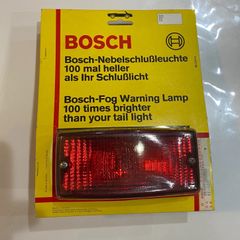 BOSCH
Bosch-Nebelschlußleuchte
100 mal heller
als Ihr Schlußlicht
Bosch-Fog Warning Lamp
100 times brighter
than your tail light